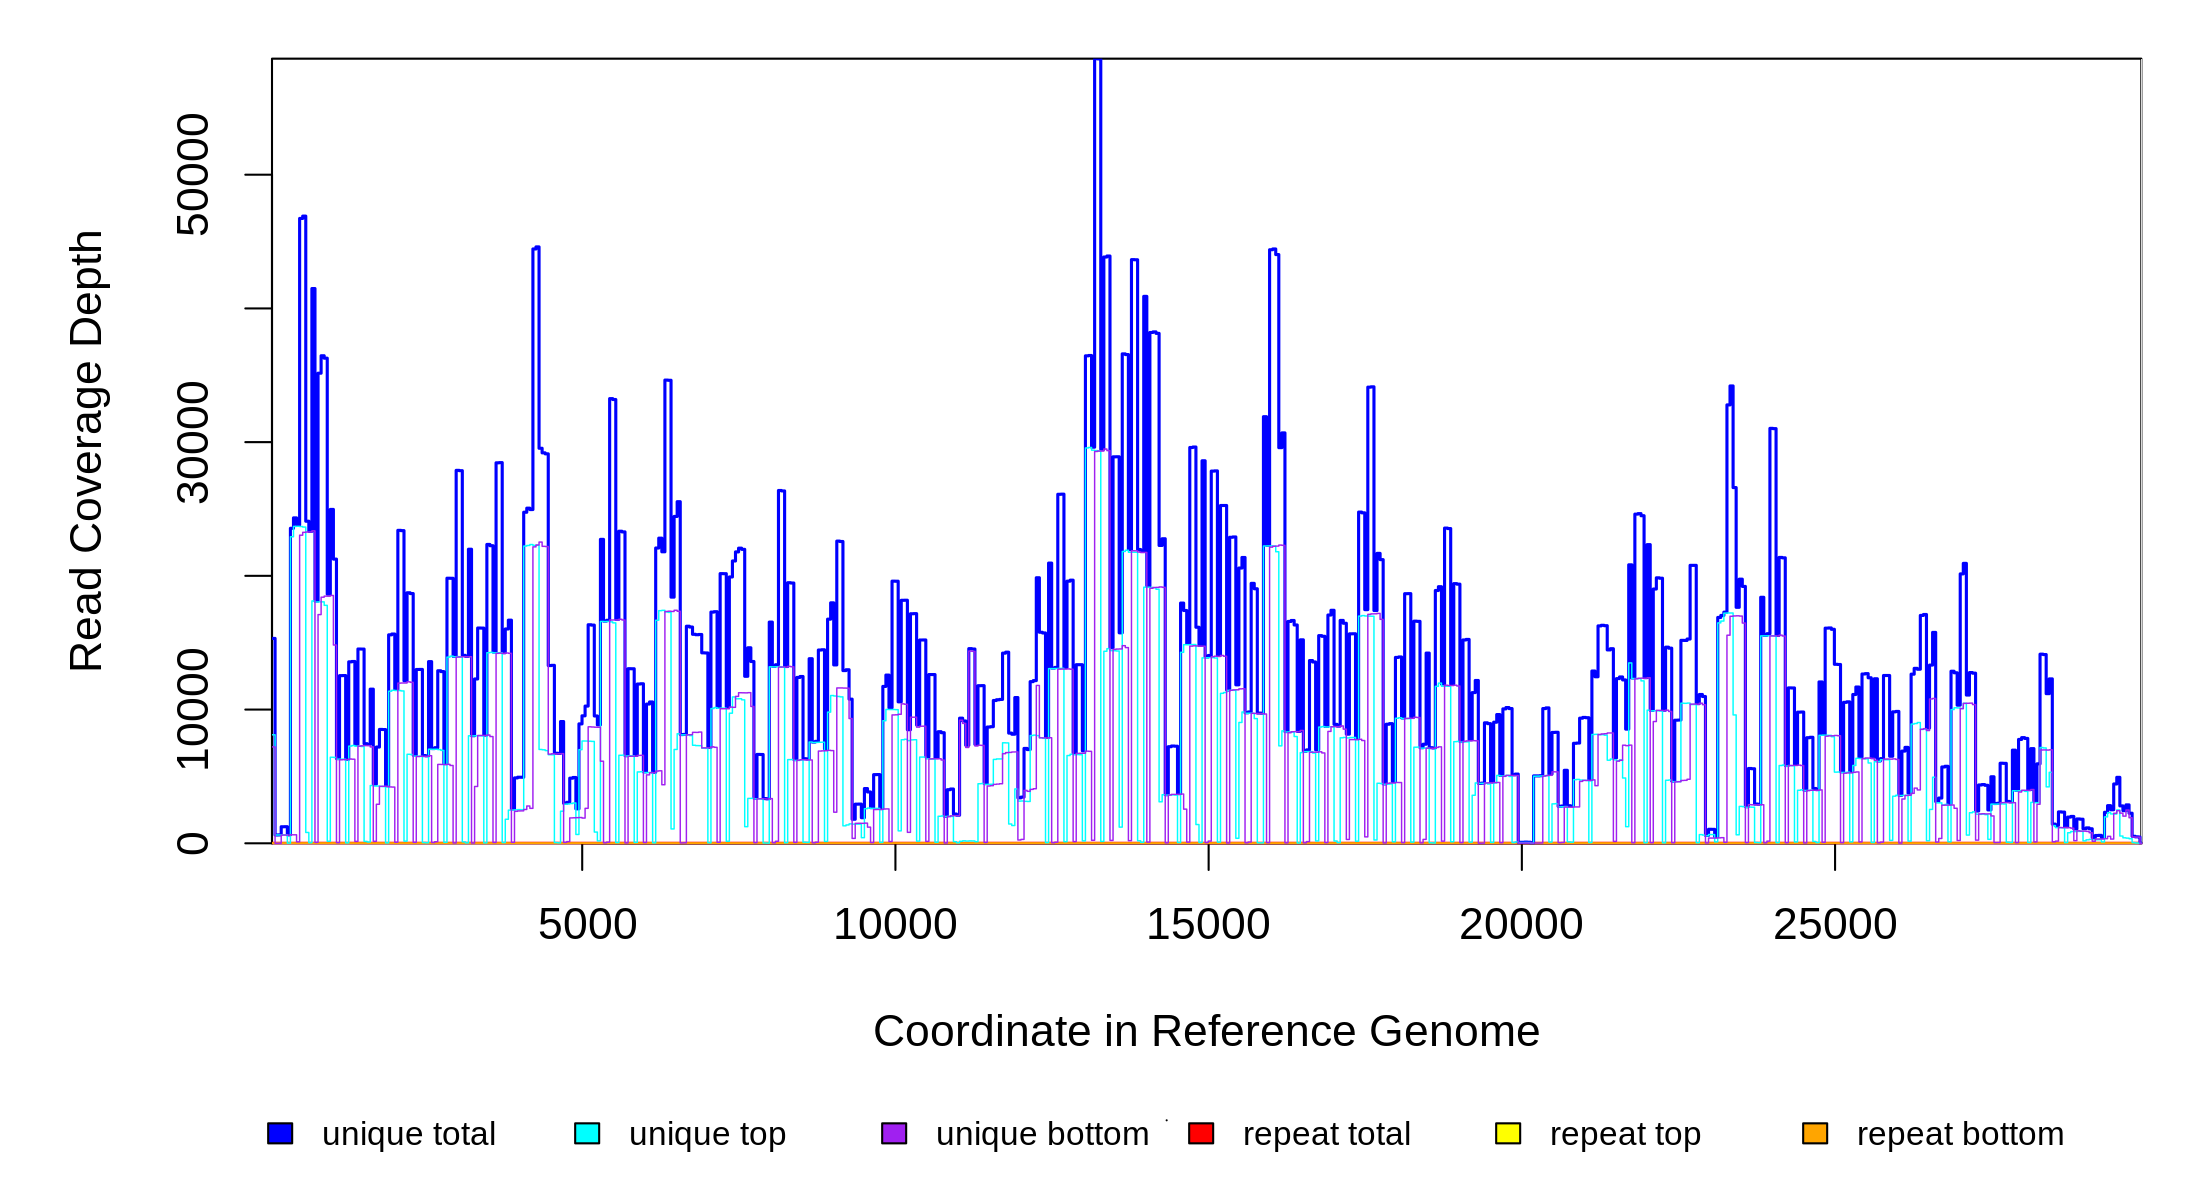 Read Coverage Depth
50000
30000
10000
0
5000 10000 15000 20000 25000
Coordinate in Reference Genome
unique total unique top unique bottom repeat total repeat top repeat bottom